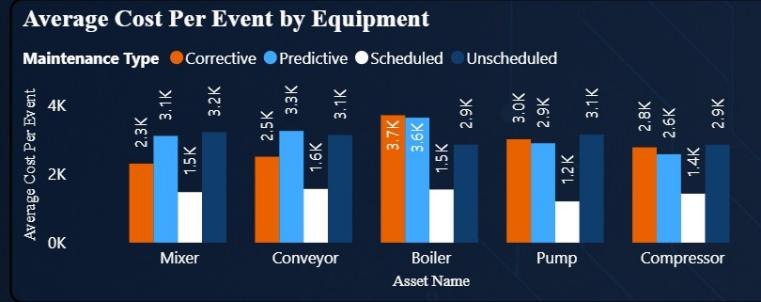 Average Cost Per Event by Equipment
Maintenance Type Corrective Predictive Scheduled Unscheduled
Average Cost Per Event
4K
2K
0K
2.3K 3.1K 1.5K 3.2K
2.5K 3.3K 1.6K 3.1K
3.7K 3.6K 1.5K 2.9K
3.0K 2.9K 1.2K 3.1K
2.8K 2.6K 1.4K 2.9K
Mixer Conveyor Boiler Pump Compressor
Asset Name